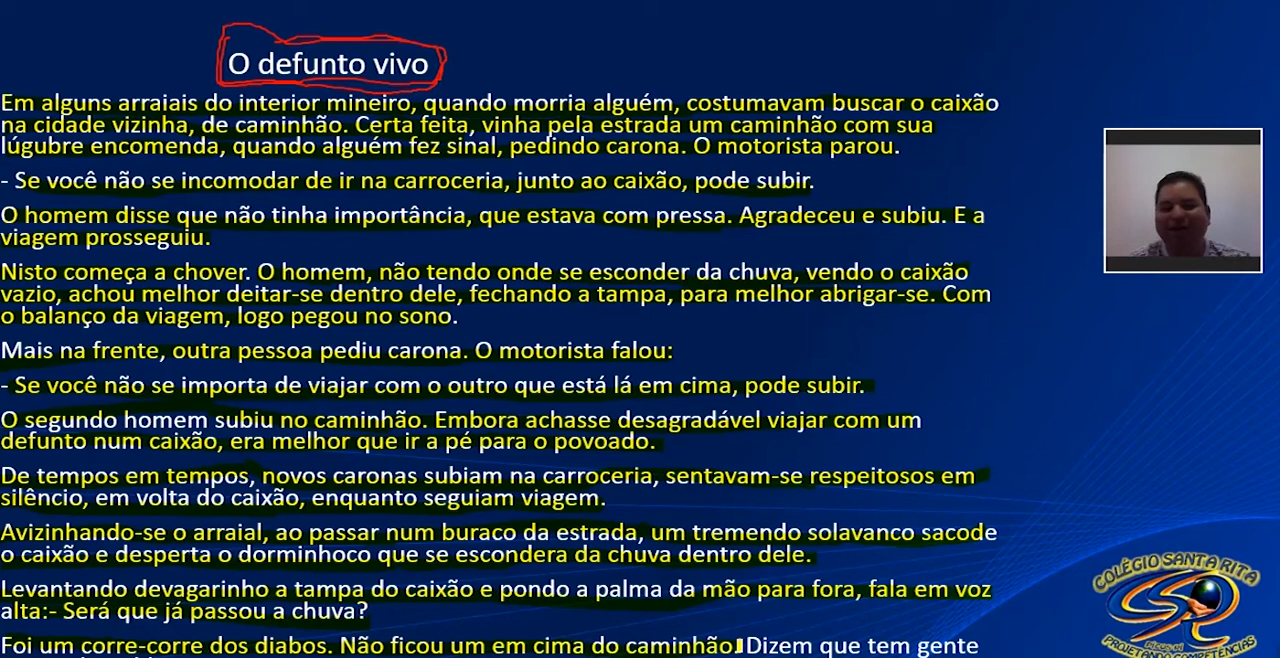 O defunto vivo
Em alguns arraiais do interior mineiro, quando morria alguém, costumavam buscar o caixão
na cidade vizinha, de caminhão. Certa feita, vinha pela estrada um caminhão com sua
lúgubre encomenda, quando alguém fez sinal, pedindo carona. O motorista parou.
- Se você não se incomodar de ir na carroceria, junto ao caixão, pode subir.
O homem disse que não tinha importância, que estava com pressa. Agradeceu e subiu. E a
viagem prosseguiu.
Nisto começa a chover. O homem, não tendo onde se esconder da chuva, vendo o caixão
vazio, achou melhor deitar-se dentro dele, fechando a tampa, para melhor abrigar-se. Com
o balanço da viagem, logo pegou no sono.
Mais na frente, outra pessoa pediu carona. O motorista falou:
- Se você não se importa de viajar com o outro que está lá em cima, pode subir.
O segundo homem subiu no caminhão. Embora achasse desagradável viajar com um
defunto num caixão, era melhor que ir a pé para o povoado.
De tempos em tempos, novos caronas subiam na carroceria, sentavam-se respeitosos em
silêncio, em volta do caixão, enquanto seguiam viagem.
Avizinhando-se o arraial, ao passar num buraco da estrada, um tremendo solavanco sacode
o caixão e desperta o dorminhoco que se escondera da chuva dentro dele.
Levantando devagarinho a tampa do caixão e pondo a palma da mão para fora, fala em voz
alta:- Será que já passou a chuva?
Foi um corre-corre dos diabos. Não ficou um em cima do caminhão. Dizem que tem gente
COLÉGIO SANTA RITA
PROJETANDO COMPETÊNCIAS